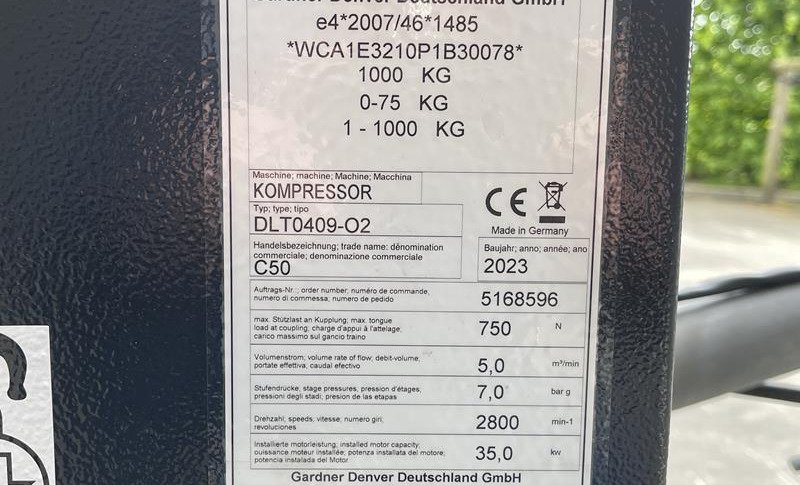 Gardner Denver Deutschland GmbH
e4*2007/46*1485
*WCA1E3210P1B30078*
1000 KG
0-75 KG
1 - 1000 KG
Maschine; machine; Machine; Macchina
KOMPRESSOR
Typ; type; tipo
DLT0409-O2
Made in Germany
Handelsbezeichnung; trade name; dénomination
commerciale; denominazione commerciale
C50
Baujahr; anno; année; ano
2023
Auftrags-Nr. ; order number; numéro de commande,
numero di commessa, numero de pedido
5168596
max. Stützlast an Kupplung; max. tongue
load at coupling; charge d'appui à l'attelage;
carico massimo sul gancio traino
750 N
Volumenstrom; volume rate of flow; debit-volume;
portate effettiva, caudal efectivo
5,0 m³/min
Stufendrücke, stage pressures, pression d'étages,
pressioni degli stadi, presion de las etapas
7,0 bar g
Drehzahl, speeds, vitesse; numero giri,
revoluciones
2800 min-1
Installierte motorleistung; installed motor capacity;
ouissance moteur installée; potenza installata del motore;
potencia instalada del Motor
35,0 kw
Gardner Denver Deutschland GmbH